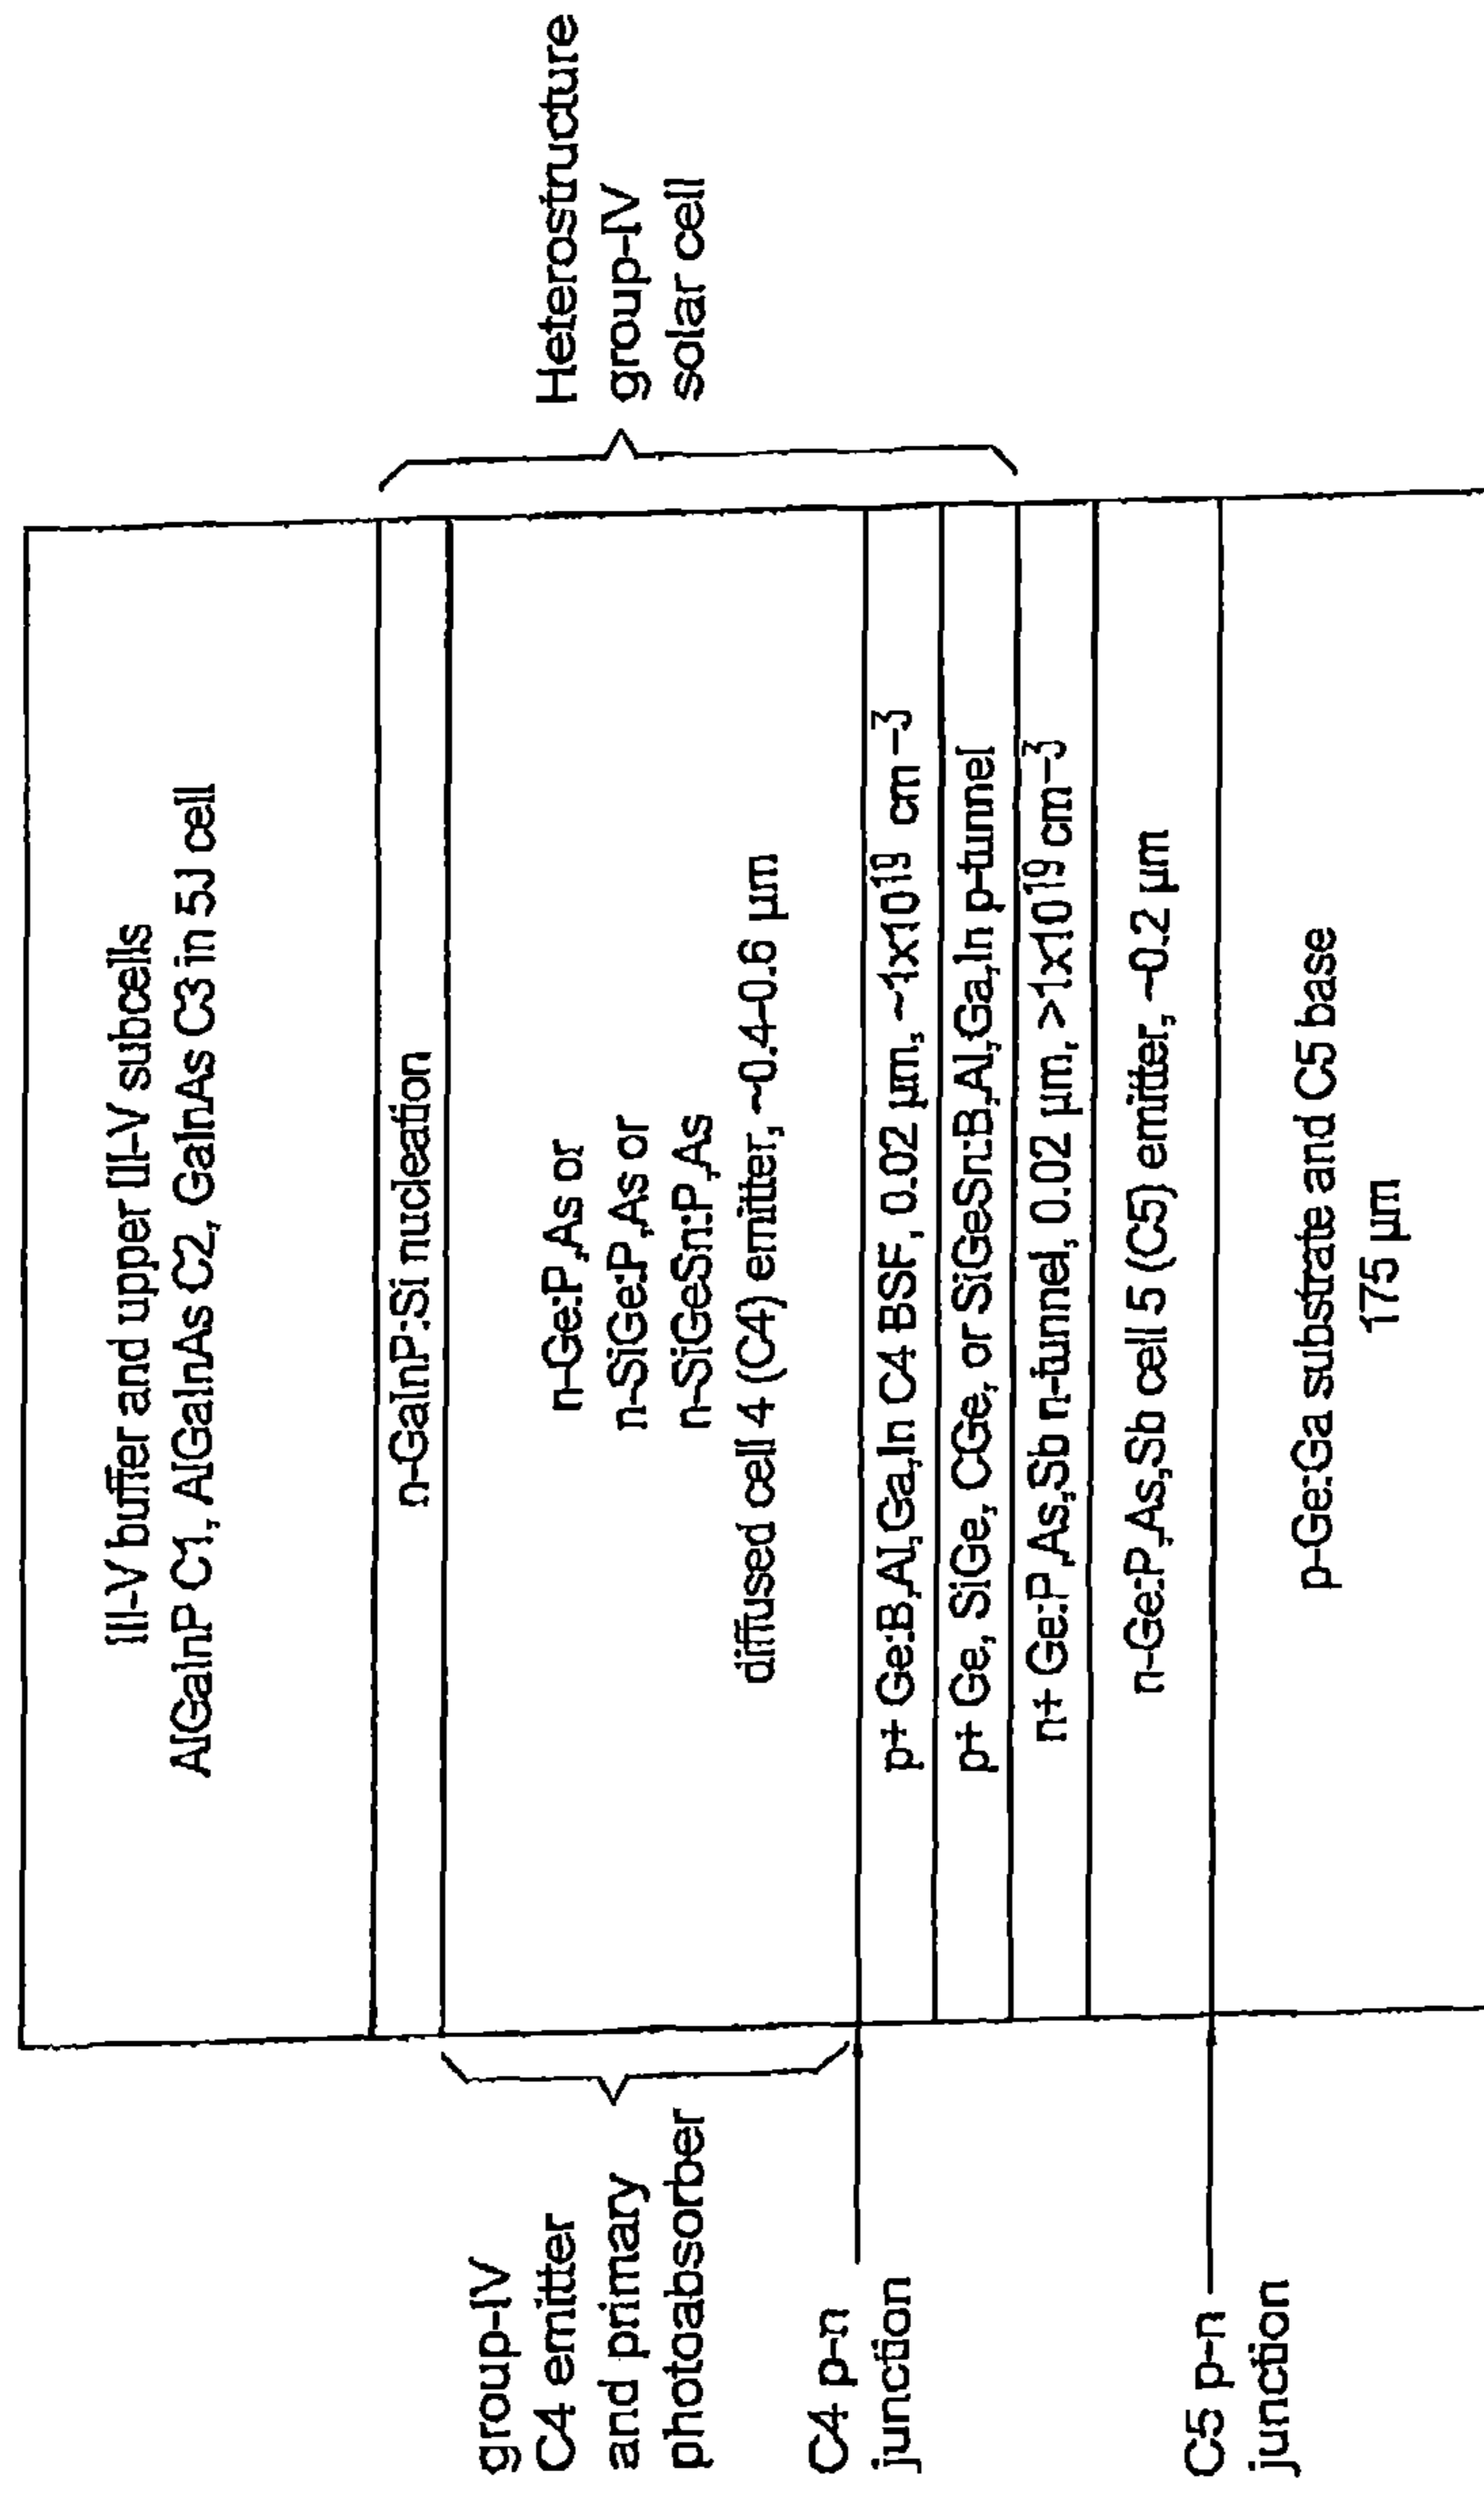 III-V buffer and upper III-V subcells
AlGaInP C1, AlGaInAs C2, GaInAs C3 in 5J cell
n-GaInP:Si nucleation
n-Ge:P,As or
n-SiGe:P,As or
n-SiGeSn:P,As
diffused cell 4 (C4) emitter, ~0.4-0.6 µm
p+ Ge:B,Al,Ga,In C4 BSF, 0.02 µm, ~1x10¹⁹ cm⁻³
p+ Ge, SiGe, CGe, or SiGeSn:B,Al,Ga,In p-tunnel
n+ Ge:P,As,Sb n-tunnel, 0.02 µm, >1x10¹⁹ cm⁻³
n-Ge:P,As,Sb cell 5 (C5) emitter, ~0.2 µm
p-Ge:Ga substrate and C5 base
175 µm
Heterostructure
group-IV
solar cell
group-IV
C4 emitter
and primary
photoabsorber
C4 p-n
junction
C5 p-n
junction